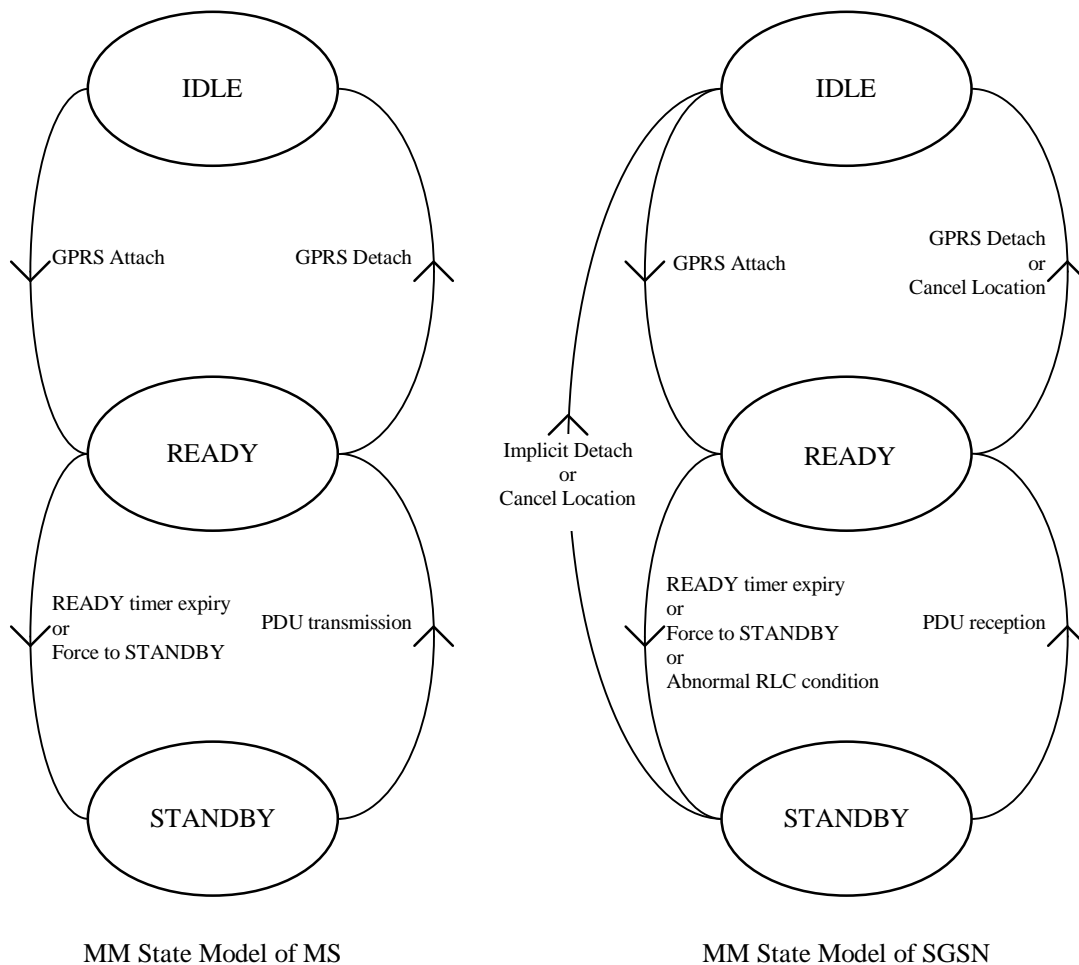 IDLE
GPRS Attach
GPRS Detach
READY
READY timer expiry
or
Force to STANDBY
PDU transmission
STANDBY
MM State Model of MS
IDLE
GPRS Attach
GPRS Detach
or
Cancel Location
Implicit Detach
or
Cancel Location
READY
READY timer expiry
or
Force to STANDBY
or
Abnormal RLC condition
PDU reception
STANDBY
MM State Model of SGSN